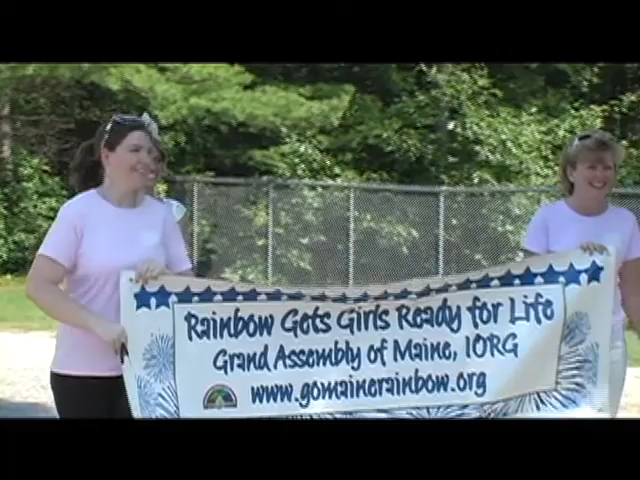 Rainbow Gets Girls Ready for Life
Grand Assembly of Maine, IORG
www.gomainerainbow.org